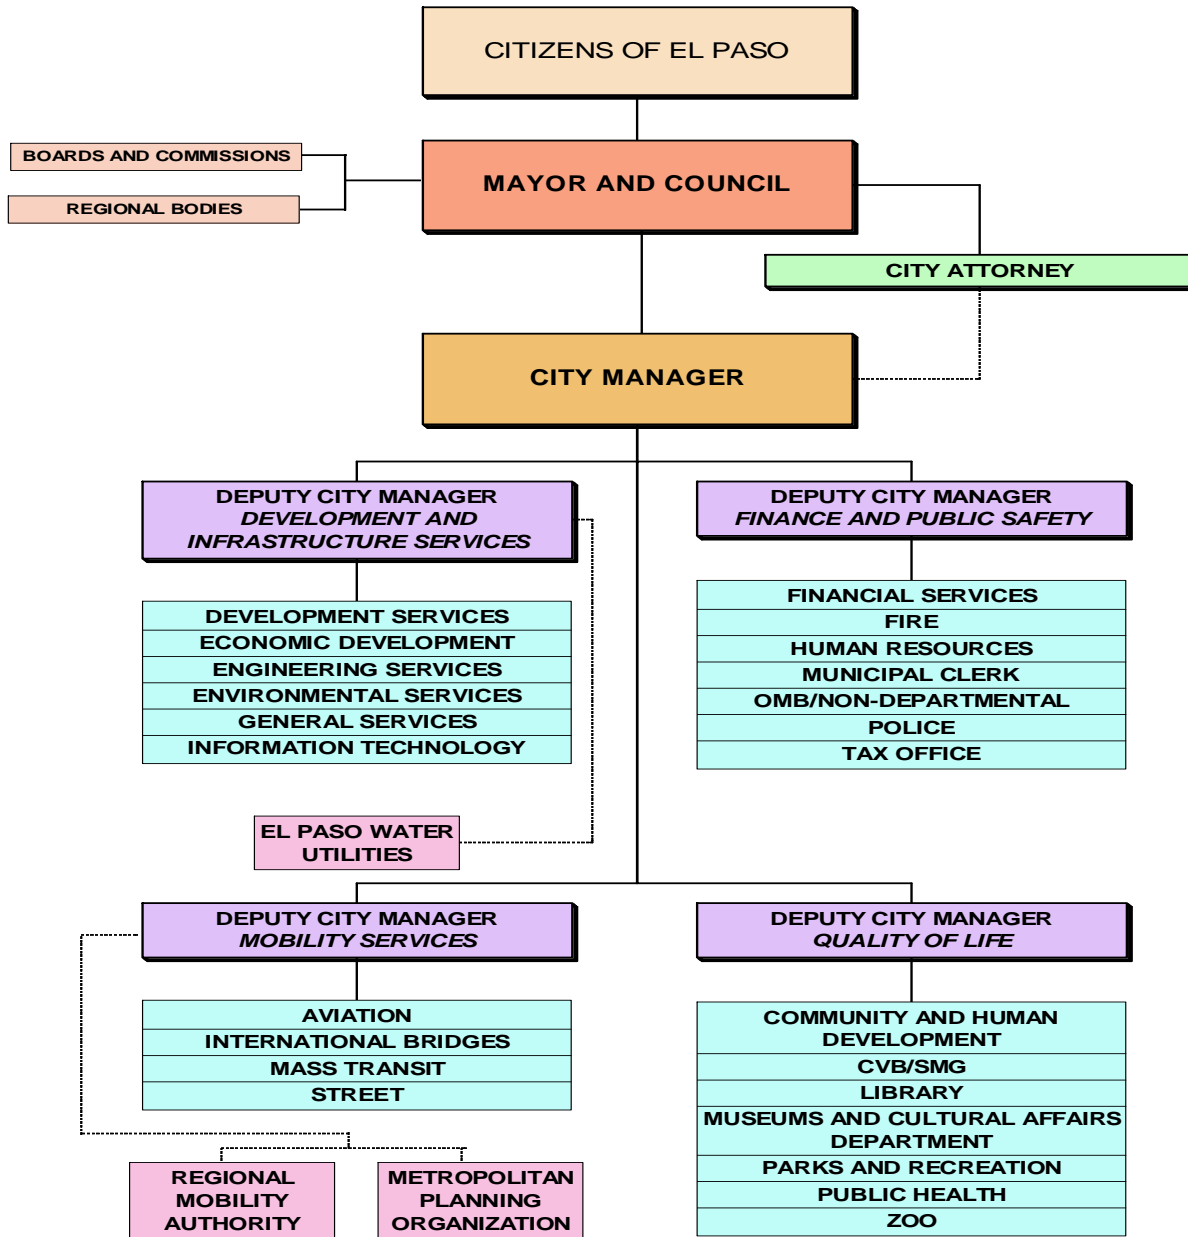 CITIZENS OF EL PASO
BOARDS AND COMMISSIONS
REGIONAL BODIES
MAYOR AND COUNCIL
CITY ATTORNEY
CITY MANAGER
DEPUTY CITY MANAGER
DEVELOPMENT AND
INFRASTRUCTURE SERVICES
DEVELOPMENT SERVICES
ECONOMIC DEVELOPMENT
ENGINEERING SERVICES
ENVIRONMENTAL SERVICES
GENERAL SERVICES
INFORMATION TECHNOLOGY
EL PASO WATER
UTILITIES
DEPUTY CITY MANAGER
FINANCE AND PUBLIC SAFETY
FINANCIAL SERVICES
FIRE
HUMAN RESOURCES
MUNICIPAL CLERK
OMB/NON-DEPARTMENTAL
POLICE
TAX OFFICE
DEPUTY CITY MANAGER
MOBILITY SERVICES
AVIATION
INTERNATIONAL BRIDGES
MASS TRANSIT
STREET
REGIONAL
MOBILITY
AUTHORITY
METROPOLITAN
PLANNING
ORGANIZATION
DEPUTY CITY MANAGER
QUALITY OF LIFE
COMMUNITY AND HUMAN
DEVELOPMENT
CVB/SMG
LIBRARY
MUSEUMS AND CULTURAL AFFAIRS
DEPARTMENT
PARKS AND RECREATION
PUBLIC HEALTH
ZOO